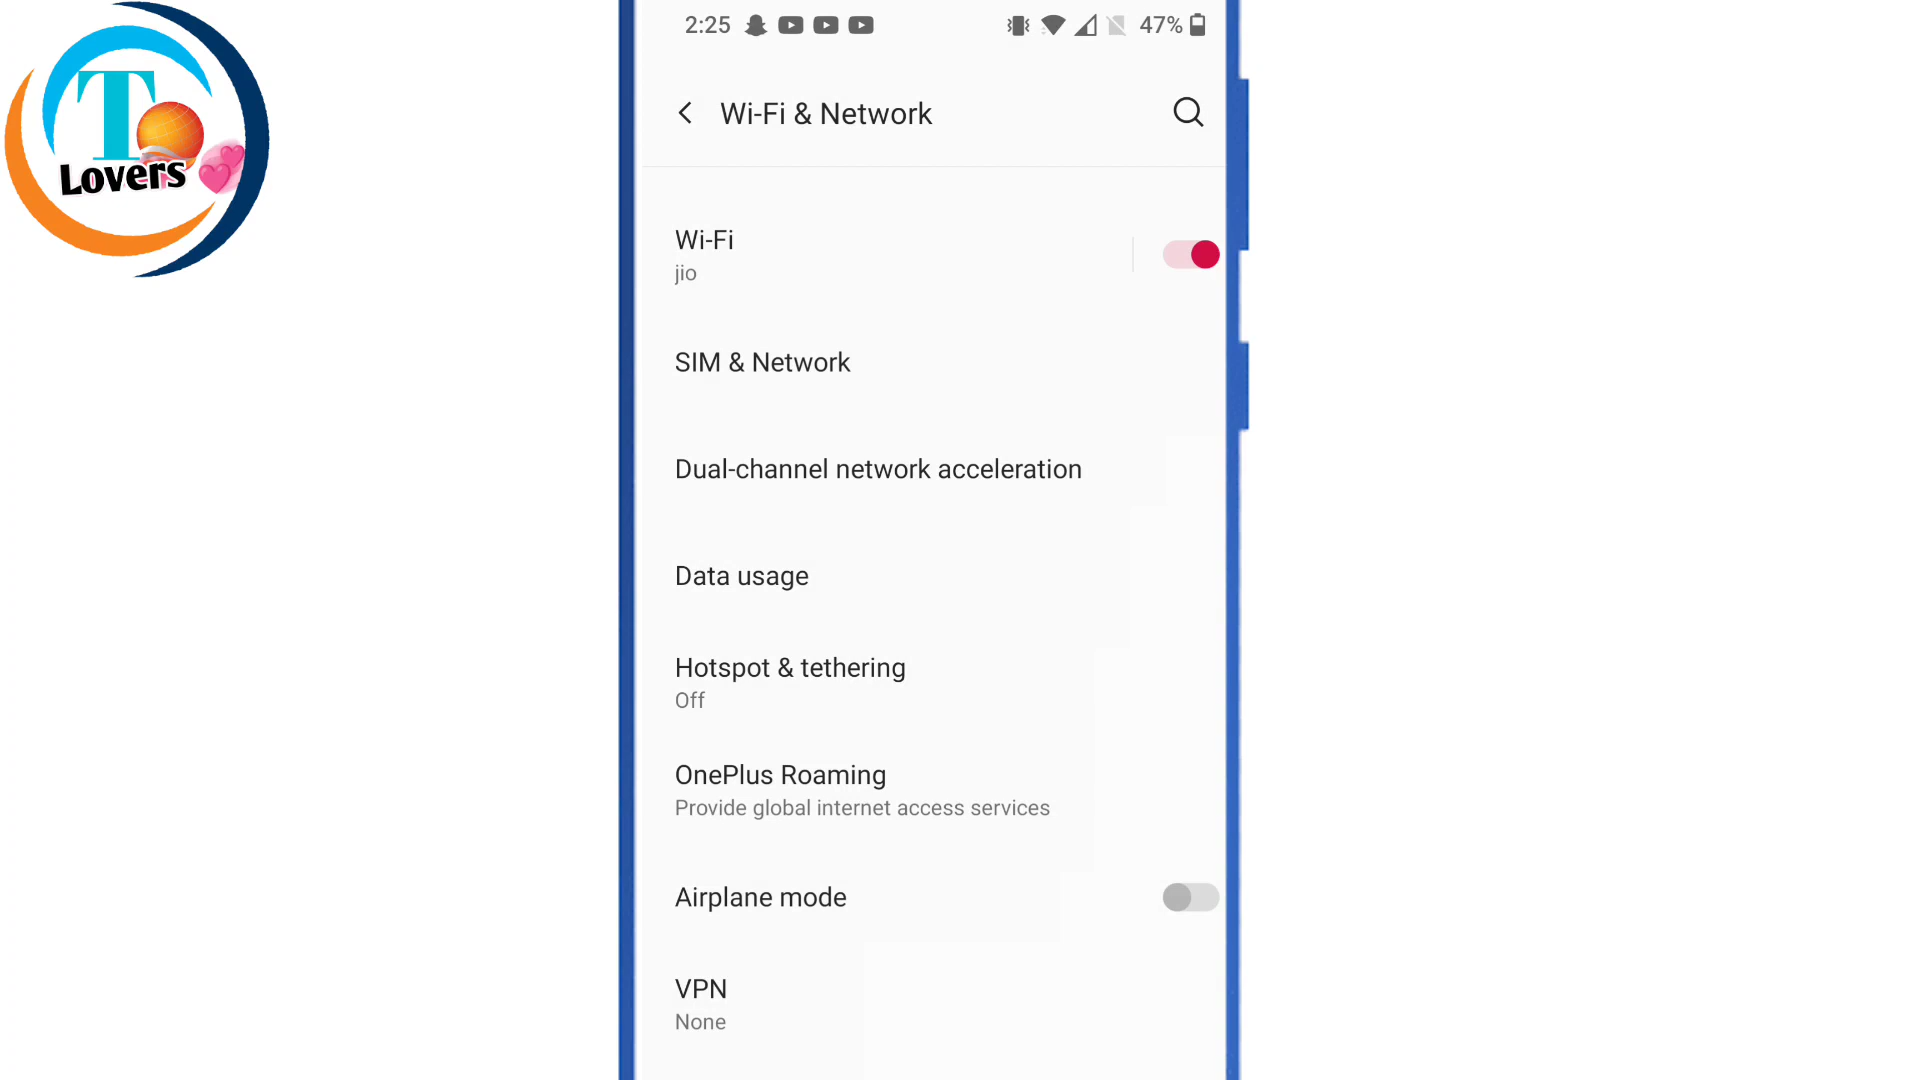 T
Lovers
2:25
47%
Wi-Fi & Network
Wi-Fi
jio
SIM & Network
Dual-channel network acceleration
Data usage
Hotspot & tethering
Off
OnePlus Roaming
Provide global internet access services
Airplane mode
VPN
None